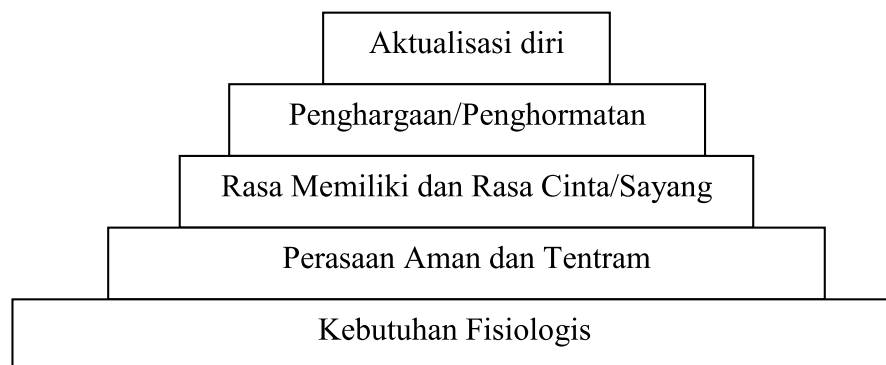 Aktualisasi diri
Penghargaan/Penghormatan
Rasa Memiliki dan Rasa Cinta/Sayang
Perasaan Aman dan Tentram
Kebutuhan Fisiologis